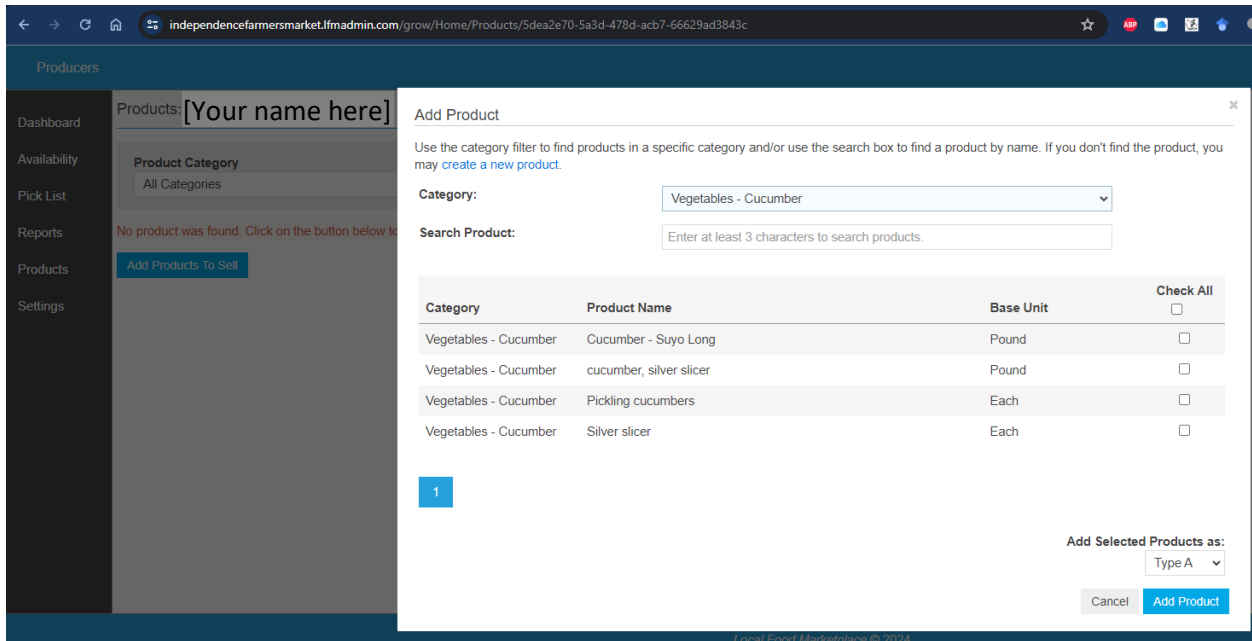 independencefarmersmarket.lfmadmin.com/grow/Home/Products/5dea2e70-5a3d-478d-acb7-66629ad3843c
ABP
Producers
Dashboard
Availability
Pick List
Reports
Products
Settings
Products: [Your name here]
Product Category
All Categories
No product was found. Click on the button below to
Add Products To Sell
Add Product
Use the category filter to find products in a specific category and/or use the search box to find a product by name. If you don't find the product, you
may create a new product.
Category: Vegetables - Cucumber
Search Product: Enter at least 3 characters to search products.
Category Product Name Base Unit Check All
Vegetables - Cucumber Cucumber - Suyo Long Pound
Vegetables - Cucumber cucumber, silver slicer Pound
Vegetables - Cucumber Pickling cucumbers Each
Vegetables - Cucumber Silver slicer Each
1
Add Selected Products as:
Type A
Cancel Add Product
Local Food Marketplace © 2024